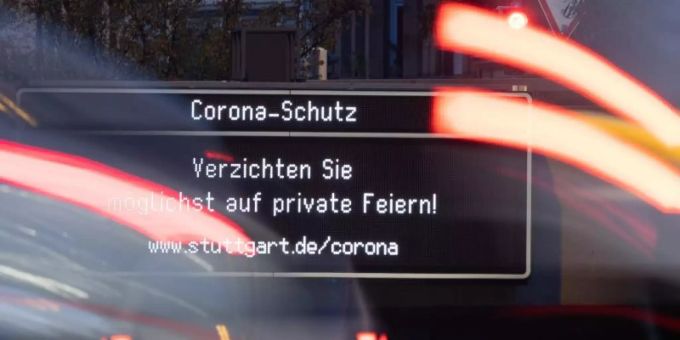 Corona-Schutz
Verzichten Sie
möglichst auf private Feiern!
www.stuttgart.de/corona